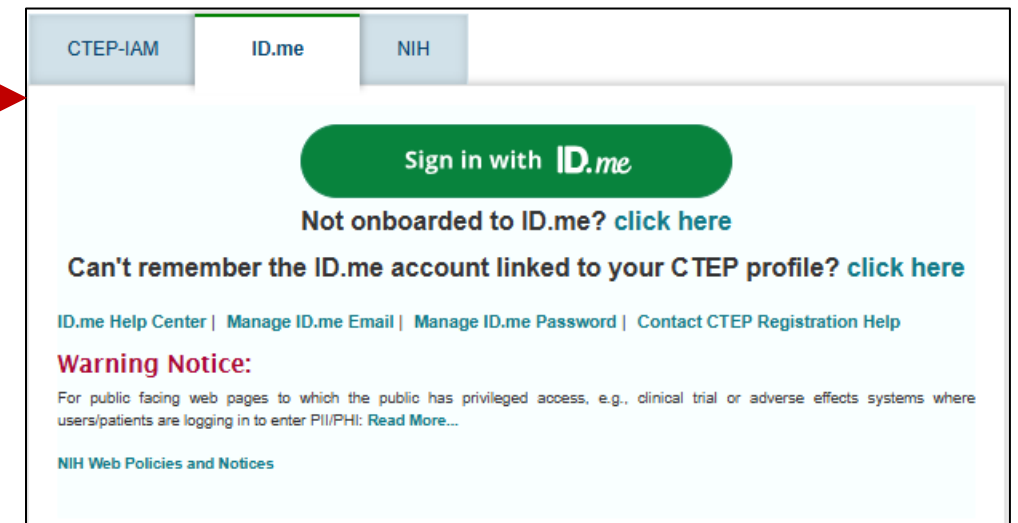 CTEP-IAM ID.me NIH
Sign in with ID.me
Not onboarded to ID.me? click here
Can't remember the ID.me account linked to your CTEP profile? click here
ID.me Help Center | Manage ID.me Email | Manage ID.me Password | Contact CTEP Registration Help
Warning Notice:
For public facing web pages to which the public has privileged access, e.g., clinical trial or adverse effects systems where
users/patients are logging in to enter PII/PHI: Read More...
NIH Web Policies and Notices